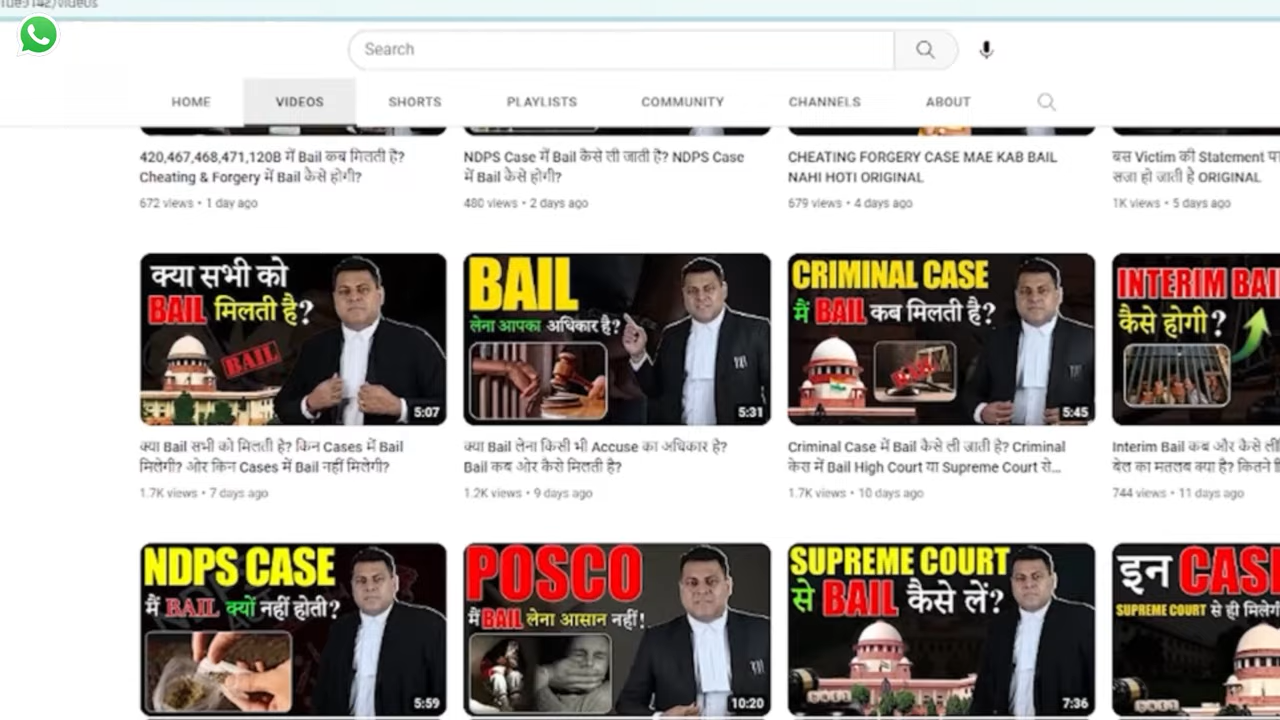 Search
HOME
VIDEOS
SHORTS
PLAYLISTS
COMMUNITY
CHANNELS
ABOUT
420,467,468,471,120B में Bail कब मिलती है?
Cheating & Forgery में Bail कैसे होगी?
672 views • 1 day ago
NDPS Case में Bail कैसे ली जाती है? NDPS Case
में Bail कैसे होगी?
480 views • 2 days ago
CHEATING FORGERY CASE MAE KAB BAIL
NAHI HOTI ORIGINAL
679 views • 4 days ago
बस Victim की Statement
सजा हो जाती है ORIGINAL
1K views • 5 days ago
क्या सभी को
BAIL मिलती है?
BAIL
5:07
BAIL
लेना आपका अधिकार है?
5:31
CRIMINAL CASE
में BAIL कब मिलती है?
5:45
INTERIM BAI
कैसे होगी?
क्या Bail सभी को मिलती है? किन Cases में Bail
मिलेगी? ओर किन Cases में Bail नहीं मिलेगी?
1.7K views • 7 days ago
क्या Bail लेना किसी भी Accuse का अधिकार है?
Bail कब ओर कैसे मिलती है?
1.2K views • 9 days ago
Criminal Case में Bail कैसे ली जाती है? Criminal
केस में Bail High Court या Supreme Court से...
1.7K views • 10 days ago
Interim Bail कब और कैसे ली
बेल का मतलब क्या है? कितने
744 views • 11 days ago
NDPS CASE
में BAIL क्यों नहीं होती?
5:59
POSCO
में BAIL लेना आसान नहीं!
10:20
SUPREME COURT
से BAIL कैसे लें?
7:36
इन CASE
SUPREME COURT से ही मिलेगी